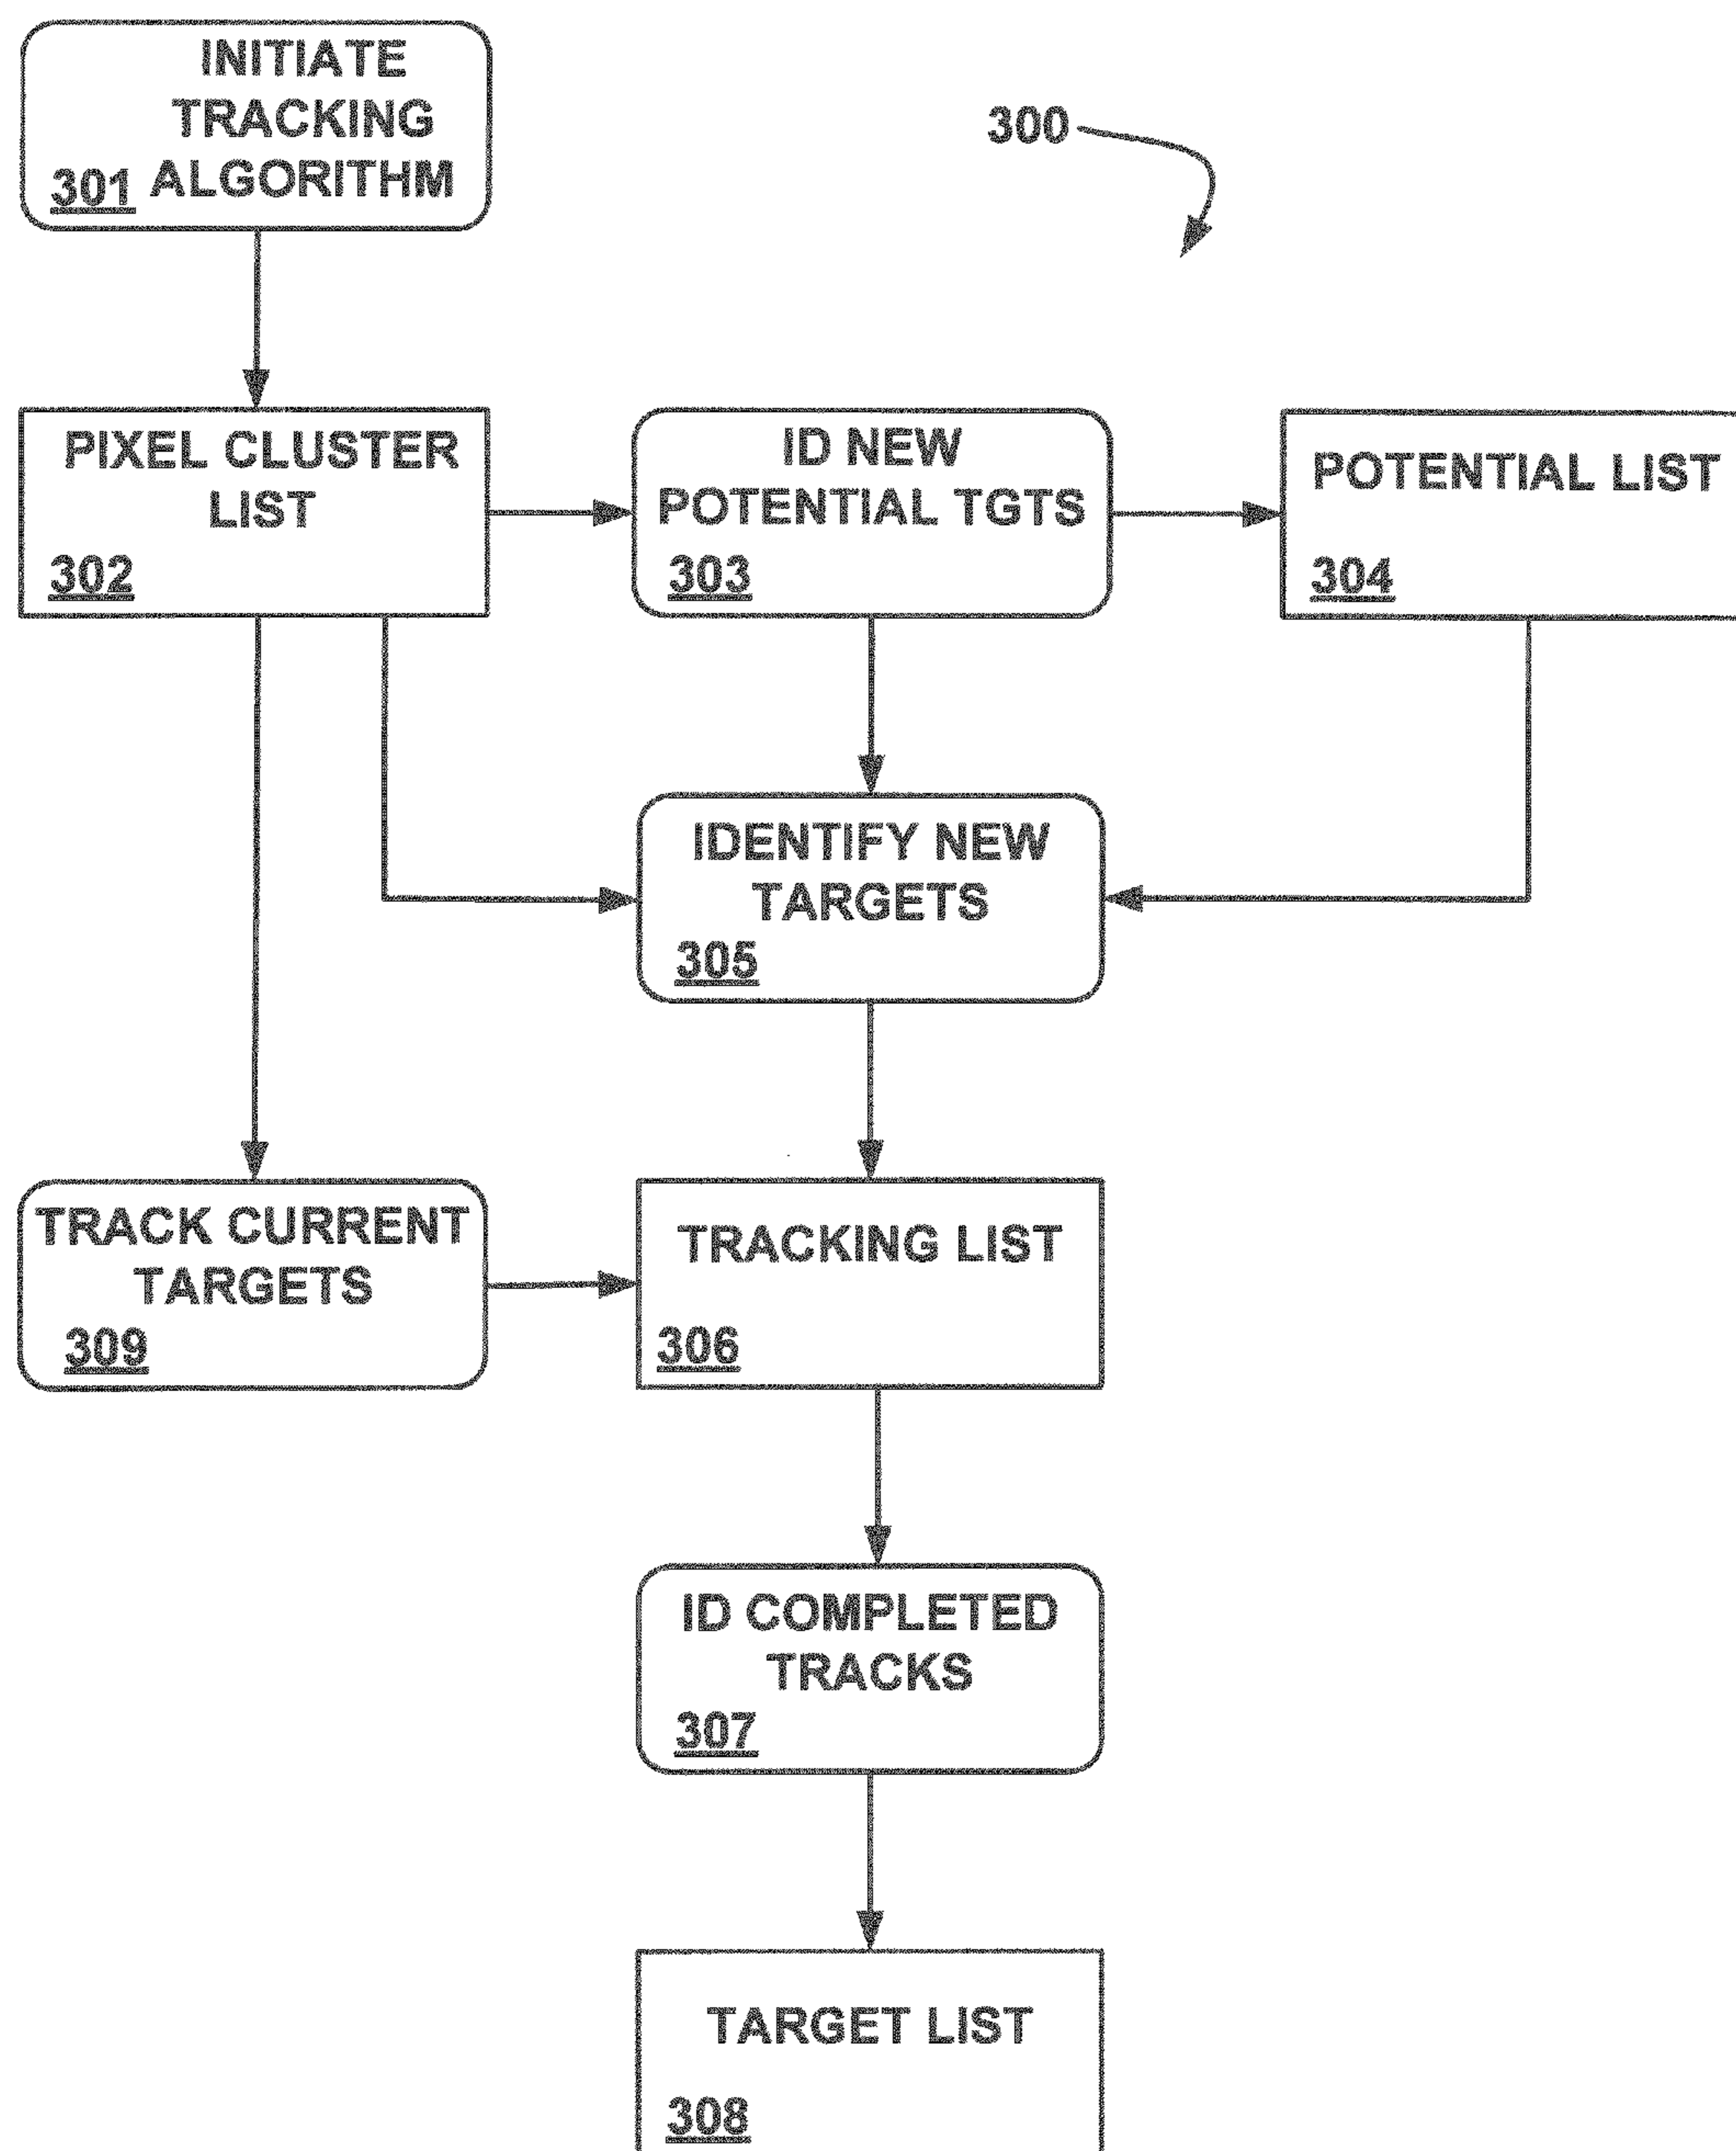 INITIATE
TRACKING
301 ALGORITHM
300
PIXEL CLUSTER
LIST
302
ID NEW
POTENTIAL TGTS
303
POTENTIAL LIST
304
IDENTIFY NEW
TARGETS
305
TRACK CURRENT
TARGETS
309
TRACKING LIST
306
ID COMPLETED
TRACKS
307
TARGET LIST
308